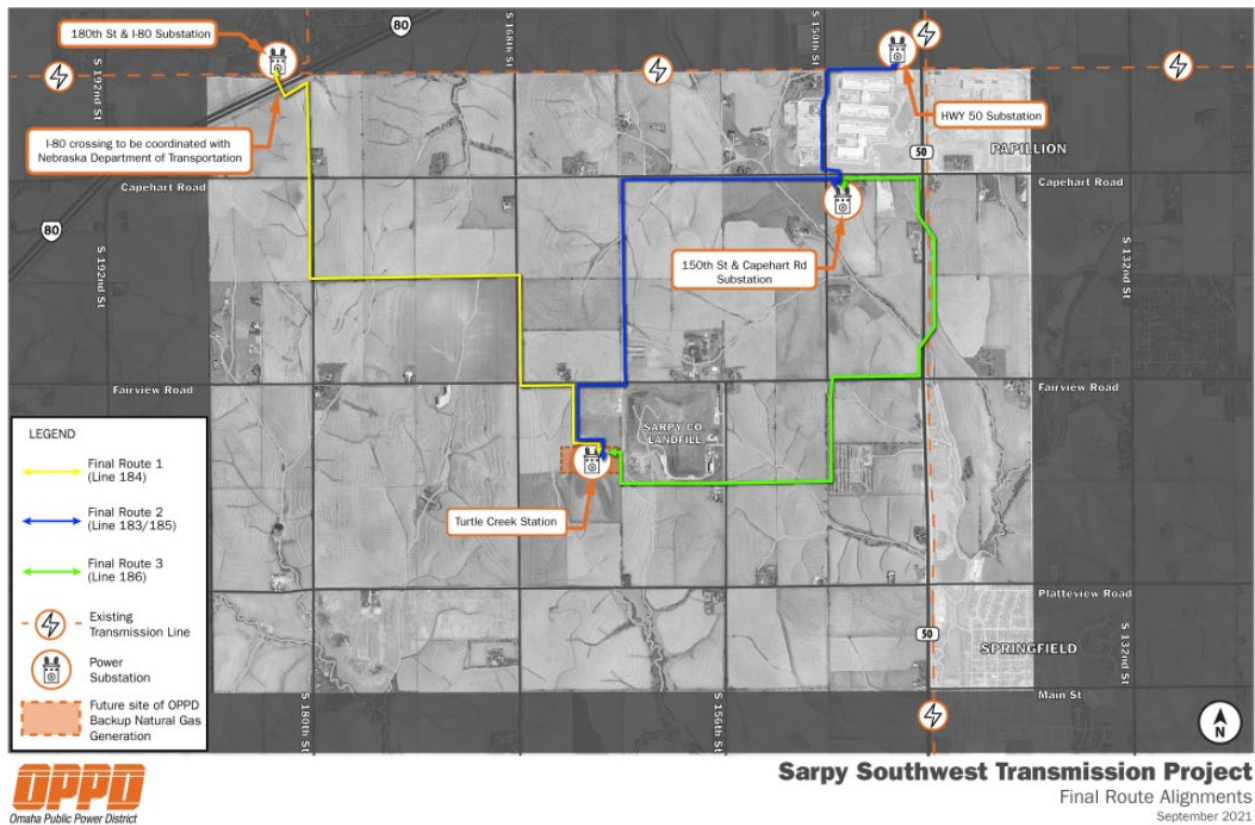 180th St & I-80 Substation
80
S 168th St
S 150th St
S 192nd St
HWY 50 Substation
I-80 crossing to be coordinated with
Nebraska Department of Transportation
50
PAPILLION
Capehart Road
Capehart Road
80
S 192nd St
150th St & Capehart Rd
Substation
S 132nd St
Fairview Road
Fairview Road
SARPY CO.
LANDFILL
LEGEND
Final Route 1
(Line 184)
Final Route 2
(Line 183/185)
Final Route 3
(Line 186)
Existing
Transmission Line
Power
Substation
Future site of OPPD
Backup Natural Gas
Generation
Turtle Creek Station
Platteview Road
50
SPRINGFIELD
S 132nd St
Main St
S 180th St
S 156th St
N
OPPD
Omaha Public Power District
Sarpy Southwest Transmission Project
Final Route Alignments
September 2021